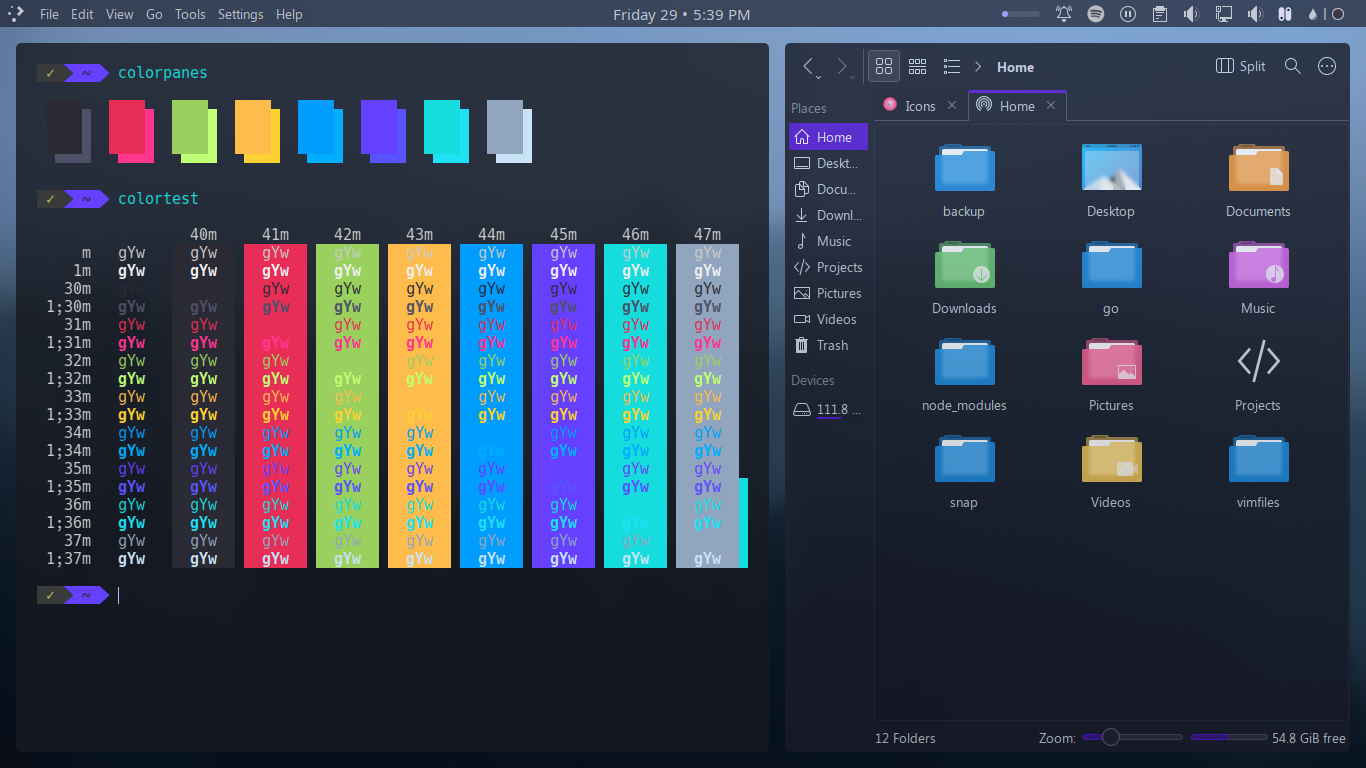 File Edit View Go Tools Settings Help
Friday 29 • 5:39 PM
✓ ~ colorpanes
✓ ~ colortest
40m 41m 42m 43m 44m 45m 46m 47m
m gYw gYw gYw gYw gYw gYw gYw gYw gYw
1m gYw gYw gYw gYw gYw gYw gYw gYw gYw
30m gYw gYw gYw gYw gYw gYw gYw gYw
1;30m gYw gYw gYw gYw gYw gYw gYw gYw gYw
31m gYw gYw gYw gYw gYw gYw gYw gYw
1;31m gYw gYw gYw gYw gYw gYw gYw gYw gYw
32m gYw gYw gYw gYw gYw gYw gYw gYw
1;32m gYw gYw gYw gYw gYw gYw gYw gYw gYw
33m gYw gYw gYw gYw gYw gYw gYw gYw
1;33m gYw gYw gYw gYw gYw gYw gYw gYw gYw
34m gYw gYw gYw gYw gYw gYw gYw gYw
1;34m gYw gYw gYw gYw gYw gYw gYw gYw gYw
35m gYw gYw gYw gYw gYw gYw gYw gYw
1;35m gYw gYw gYw gYw gYw gYw gYw gYw gYw
36m gYw gYw gYw gYw gYw gYw gYw gYw
1;36m gYw gYw gYw gYw gYw gYw gYw gYw gYw
37m gYw gYw gYw gYw gYw gYw gYw gYw
1;37m gYw gYw gYw gYw gYw gYw gYw gYw gYw
✓ ~
Home
Split
Places
Home
Deskt...
Docu...
Downl...
Music
Projects
Pictures
Videos
Trash
Devices
111.8 ...
Icons
Home
backup Desktop Documents
Downloads go Music
node_modules Pictures Projects
snap Videos vimfiles
12 Folders
Zoom:
54.8 GiB free